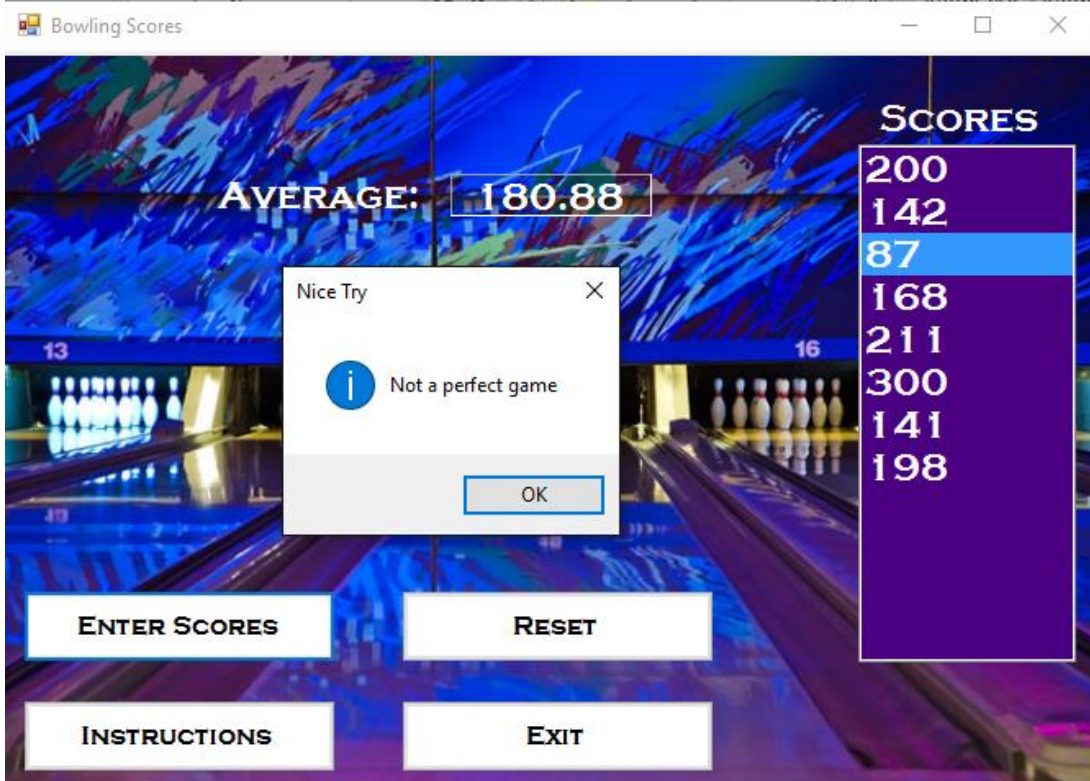 Bowling Scores
SCORES
200
142
87
168
211
300
141
198
AVERAGE: 180.88
Nice Try
Not a perfect game
OK
13
16
ENTER SCORES
RESET
INSTRUCTIONS
EXIT